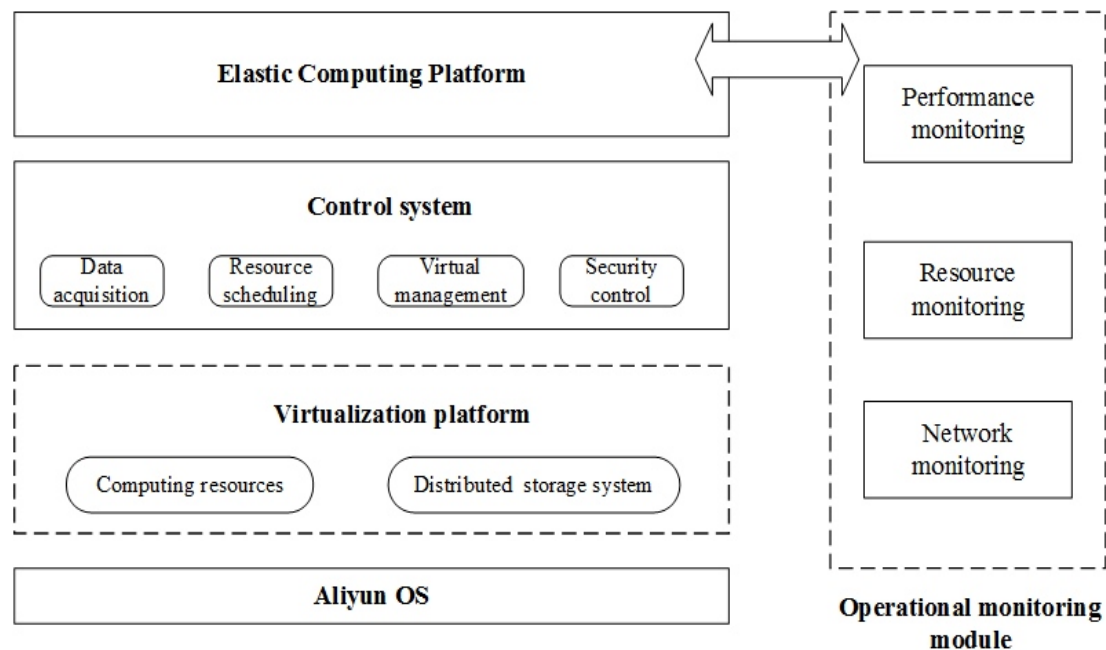 Elastic Computing Platform
Control system
Data
acquisition
Resource
scheduling
Virtual
management
Security
control
Virtualization platform
Computing resources
Distributed storage system
Aliyun OS
Performance
monitoring
Resource
monitoring
Network
monitoring
Operational monitoring
module